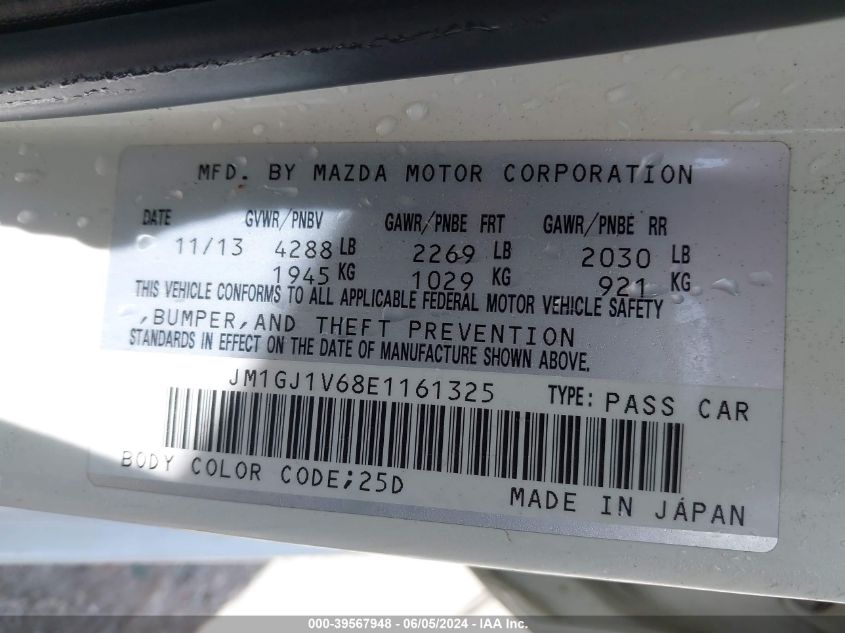 MFD. BY MAZDA MOTOR CORPORATION
DATE GVWR/PNBV GAWR/PNBE FRT GAWR/PNBE RR
11/13 4288 LB 2269 LB 2030 LB
1945 KG 1029 KG 921 KG
THIS VEHICLE CONFORMS TO ALL APPLICABLE FEDERAL MOTOR VEHICLE SAFETY
,BUMPER,AND THEFT PREVENTION
STANDARDS IN EFFECT ON THE DATE OF MANUFACTURE SHOWN ABOVE.
JM1GJ1V68E1161325 TYPE: PASS CAR
BODY COLOR CODE;25D
MADE IN JAPAN
000-39567948 - 06/05/2024 - IAA Inc.